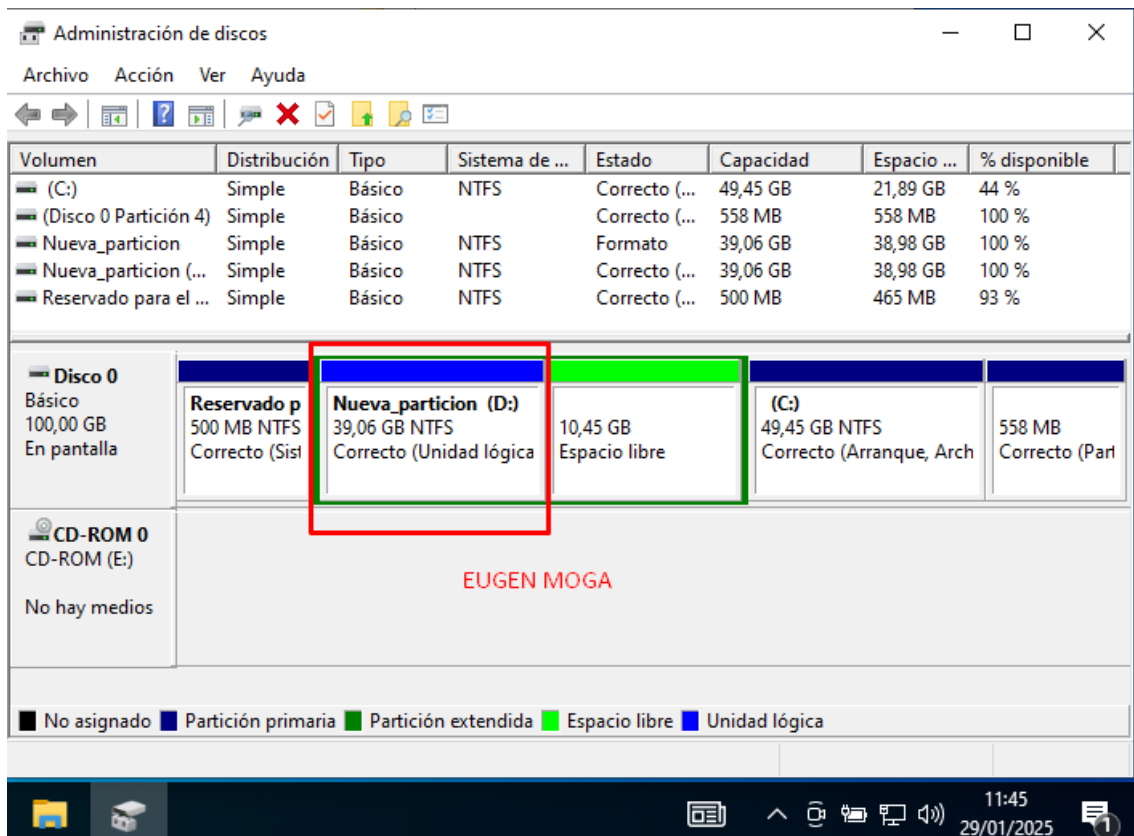 Administración de discos
Archivo Acción Ver Ayuda
Volumen Distribución Tipo Sistema de ... Estado Capacidad Espacio ... % disponible
(C:) Simple Básico NTFS Correcto (... 49,45 GB 21,89 GB 44 %
(Disco 0 Partición 4) Simple Básico Correcto (... 558 MB 558 MB 100 %
Nueva_particion Simple Básico NTFS Formato 39,06 GB 38,98 GB 100 %
Nueva_particion (... Simple Básico NTFS Correcto (... 39,06 GB 38,98 GB 100 %
Reservado para el ... Simple Básico NTFS Correcto (... 500 MB 465 MB 93 %
Disco 0
Básico
100,00 GB
En pantalla
Reservado p
500 MB NTFS
Correcto (Sist
Nueva_particion (D:)
39,06 GB NTFS
Correcto (Unidad lógica
10,45 GB
Espacio libre
(C:)
49,45 GB NTFS
Correcto (Arranque, Arch
558 MB
Correcto (Part
CD-ROM 0
CD-ROM (E:)
No hay medios
EUGEN MOGA
No asignado Partición primaria Partición extendida Espacio libre Unidad lógica
11:45
29/01/2025
1